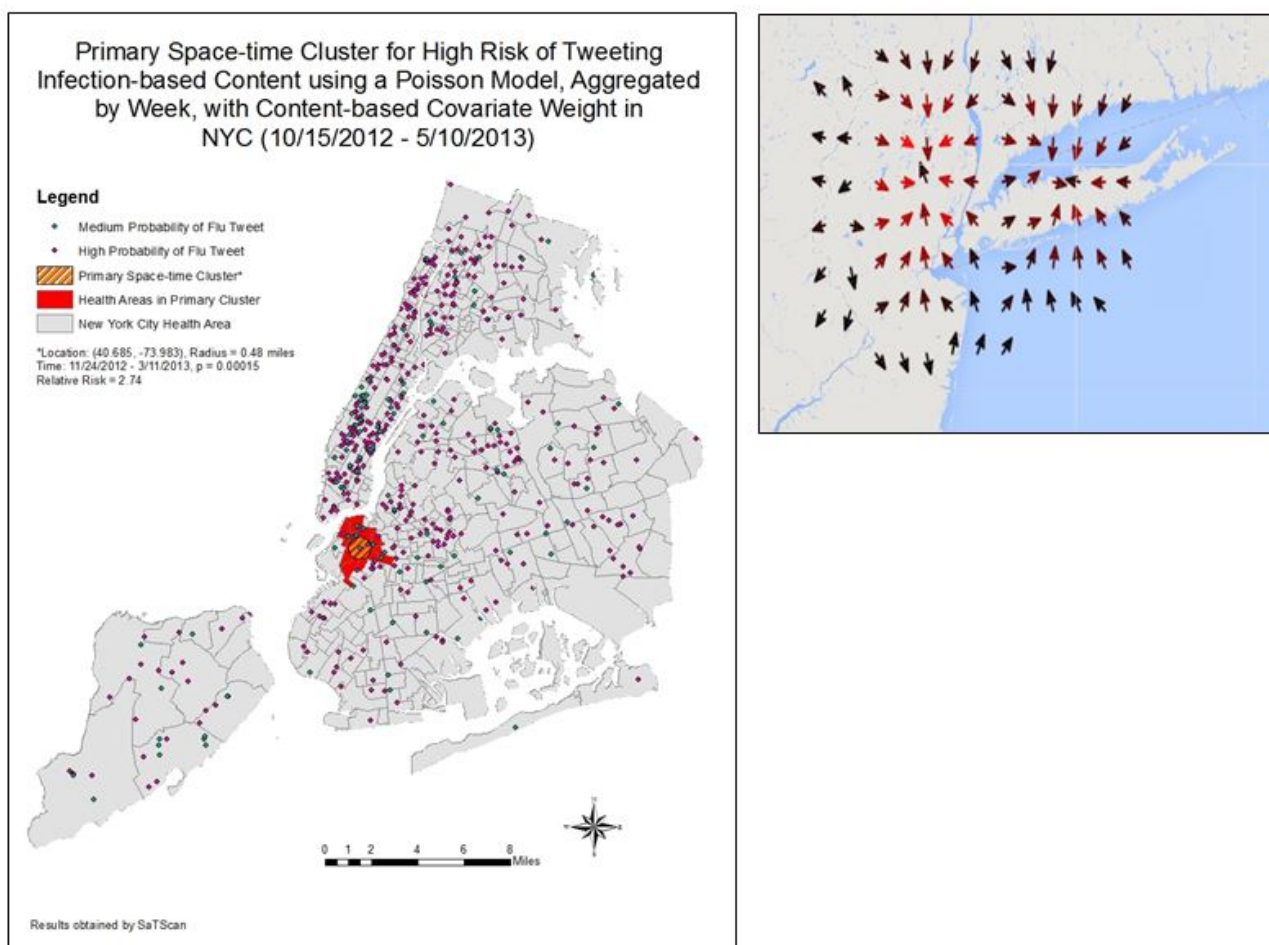 Primary Space-time Cluster for High Risk of Tweeting
Infection-based Content using a Poisson Model, Aggregated
by Week, with Content-based Covariate Weight in
NYC (10/15/2012 - 5/10/2013)
Legend
Medium Probability of Flu Tweet
High Probability of Flu Tweet
Primary Space-time Cluster*
Health Areas in Primary Cluster
New York City Health Area
*Location: (40.685, -73.983), Radius = 0.48 miles
Time: 11/24/2012 - 3/11/2013, p = 0.00015
Relative Risk = 2.74
0 1 2 4 6 8
Miles
Results obtained by SaTScan